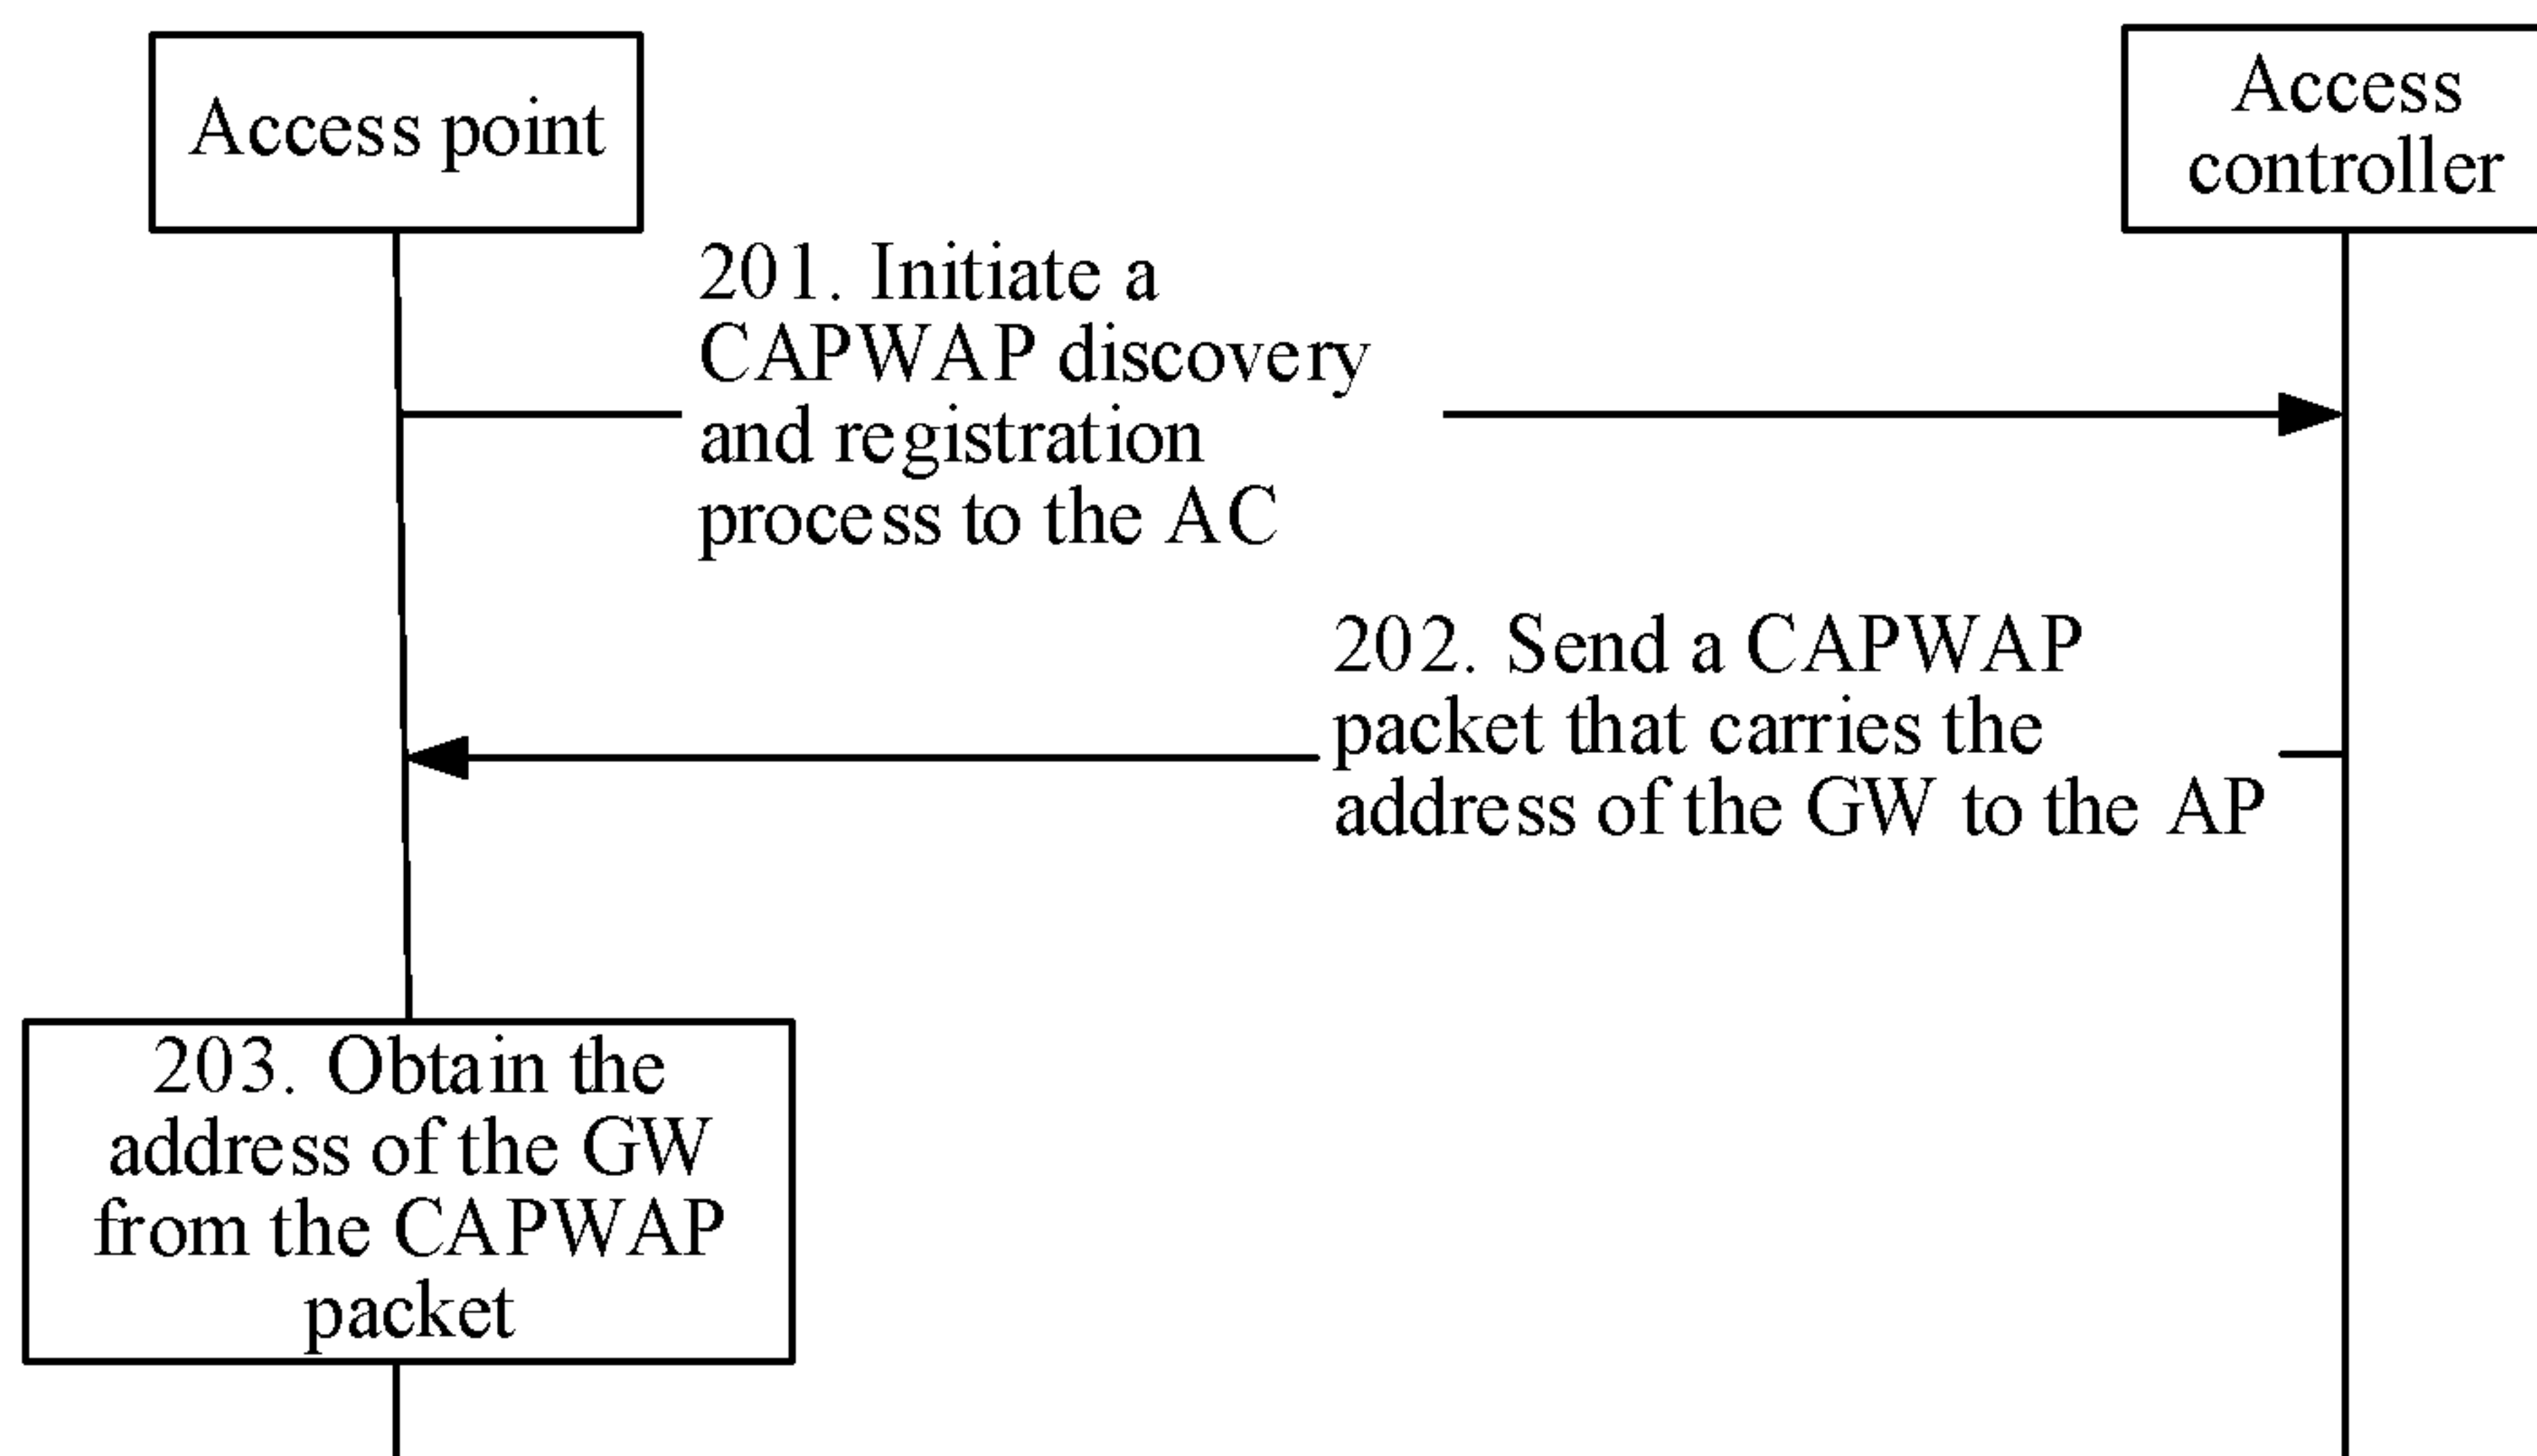 Access point
Access
controller
201. Initiate a
CAPWAP discovery
and registration
process to the AC
202. Send a CAPWAP
packet that carries the
address of the GW to the AP
203. Obtain the
address of the GW
from the CAPWAP
packet